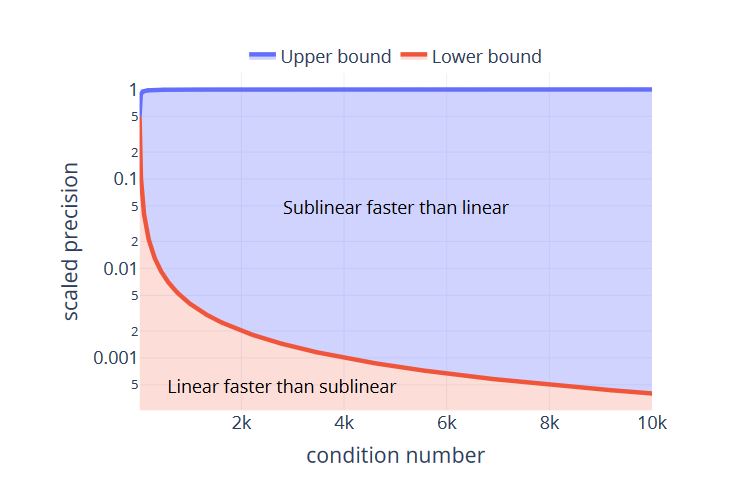 Upper bound Lower bound
1
5
2
0.1
5
2
0.01
5
2
0.001
5
scaled precision
Sublinear faster than linear
Linear faster than sublinear
2k 4k 6k 8k 10k
condition number